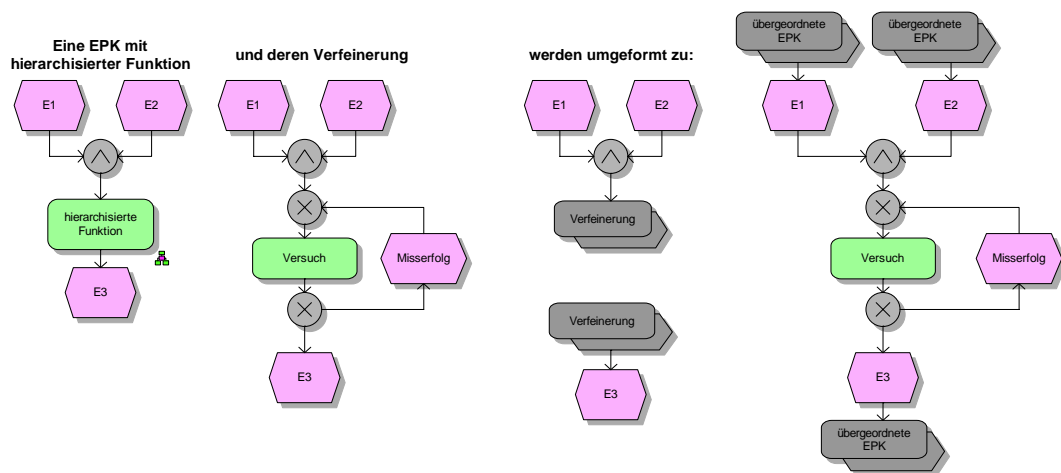 Eine EPK mit
hierarchisierter Funktion
E1
E2
hierarchisierte
Funktion
E3
und deren Verfeinerung
E1
E2
Versuch
Misserfolg
E3
werden umgeformt zu:
E1
E2
Verfeinerung
Verfeinerung
E3
übergeordnete
EPK
übergeordnete
EPK
E1
E2
Versuch
Misserfolg
E3
übergeordnete
EPK